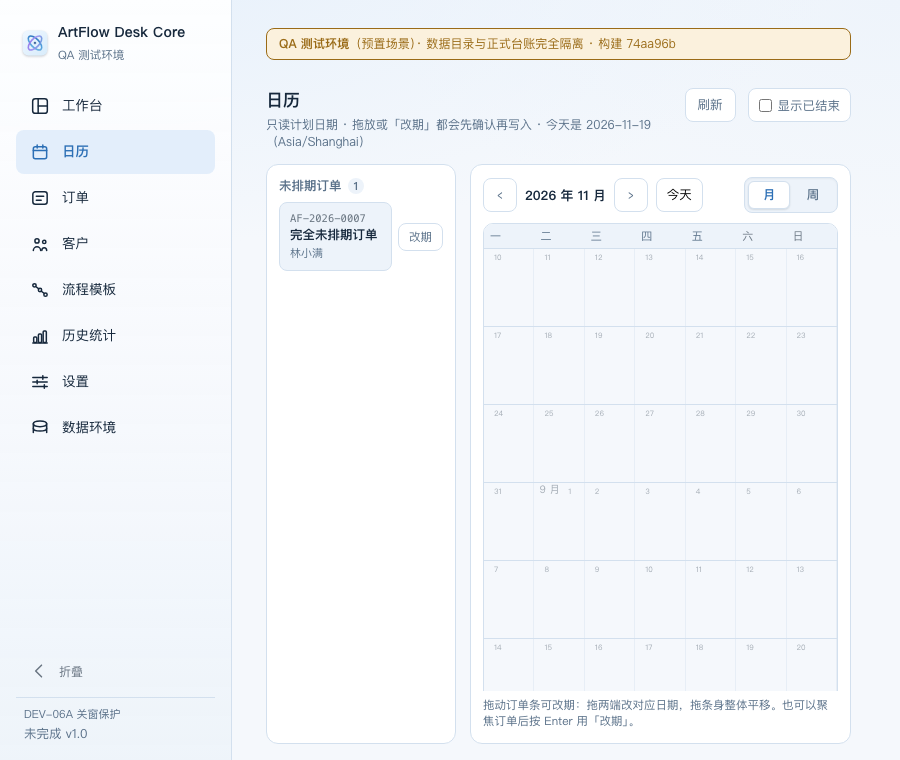 ArtFlow Desk Core
QA 测试环境
工作台
日历
订单
客户
流程模板
历史统计
设置
数据环境
折叠
DEV-06A 关窗保护
未完成 v1.0
QA 测试环境（预置场景）· 数据目录与正式台账完全隔离 · 构建 74aa96b
日历
只读计划日期 · 拖放或「改期」都会先确认再写入 · 今天是 2026-11-19
（Asia/Shanghai）
刷新
显示已结束
未排期订单 1
AF-2026-0007
完全未排期订单
林小满
改期
2026 年 11 月
今天
月 周
一 二 三 四 五 六 日
10 11 12 13 14 15 16
17 18 19 20 21 22 23
24 25 26 27 28 29 30
31 9 月 1 2 3 4 5 6
7 8 9 10 11 12 13
14 15 16 17 18 19 20
拖动订单条可改期：拖两端改对应日期，拖条身整体平移。也可以聚
焦订单后按 Enter 用「改期」。